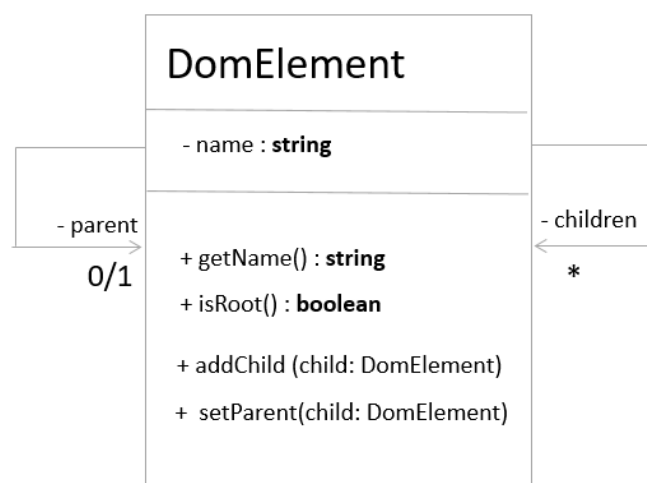 DomElement
- name : string
- parent
0/1
- children
*
+ getName() : string
+ isRoot() : boolean
+ addChild (child: DomElement)
+ setParent(child: DomElement)